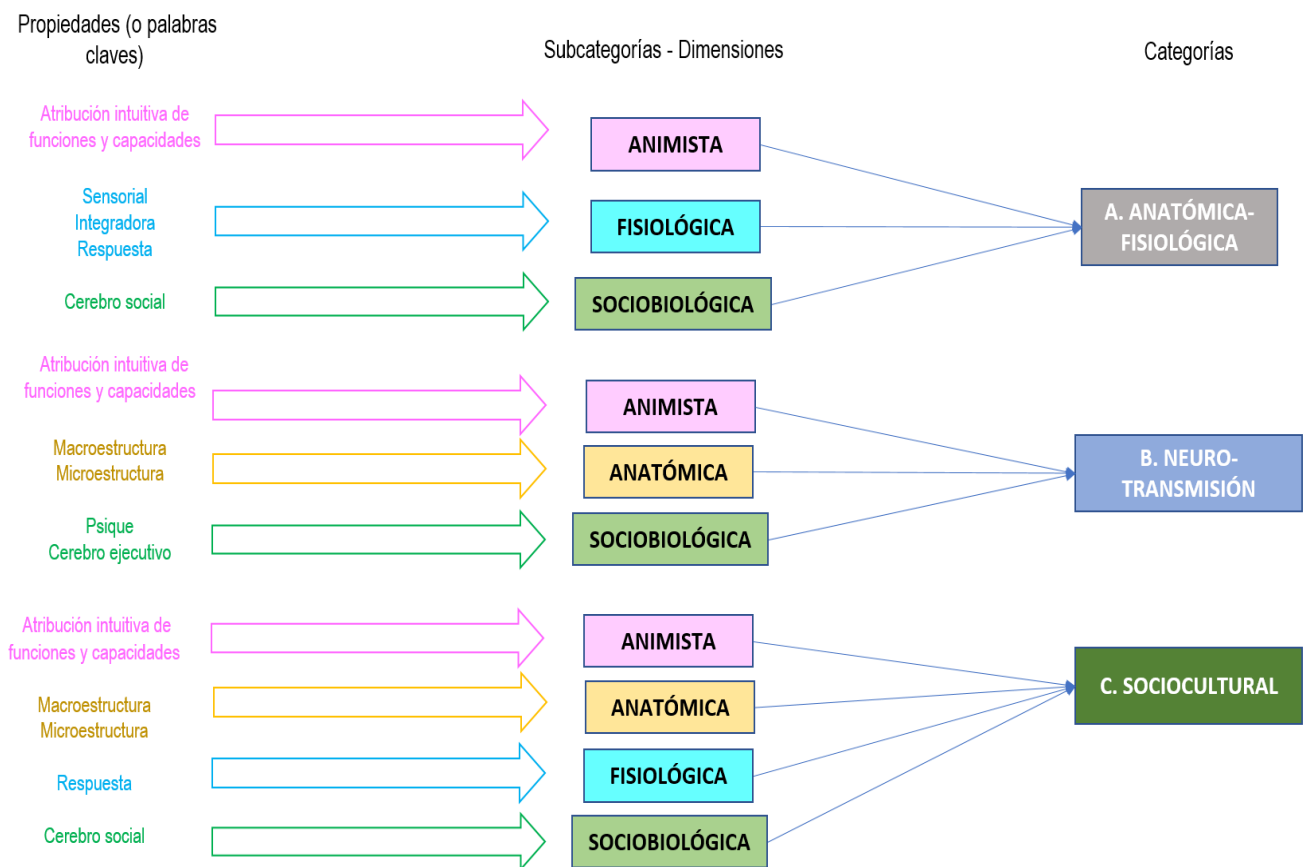 Propiedades (o palabras
claves)
Subcategorías - Dimensiones
Categorías
Atribución intuitiva de
funciones y capacidades
ANIMISTA
Sensorial
Integradora
Respuesta
FISIOLÓGICA
A. ANATÓMICA-
FISIOLÓGICA
Cerebro social
SOCIOBIOLÓGICA
Atribución intuitiva de
funciones y capacidades
ANIMISTA
Macroestructura
Microestructura
ANATÓMICA
B. NEURO-
TRANSMISIÓN
Psique
Cerebro ejecutivo
SOCIOBIOLÓGICA
Atribución intuitiva de
funciones y capacidades
ANIMISTA
Macroestructura
Microestructura
ANATÓMICA
C. SOCIOCULTURAL
Respuesta
FISIOLÓGICA
Cerebro social
SOCIOBIOLÓGICA